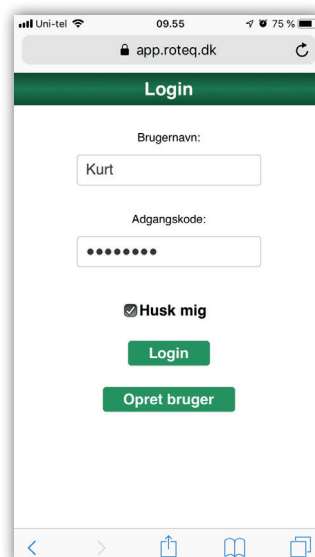 Uni-tel 09.55 75 %
app.roteq.dk
Login
Brugernavn:
Kurt
Adgangskode:
••••••••
Husk mig
Login
Opret bruger